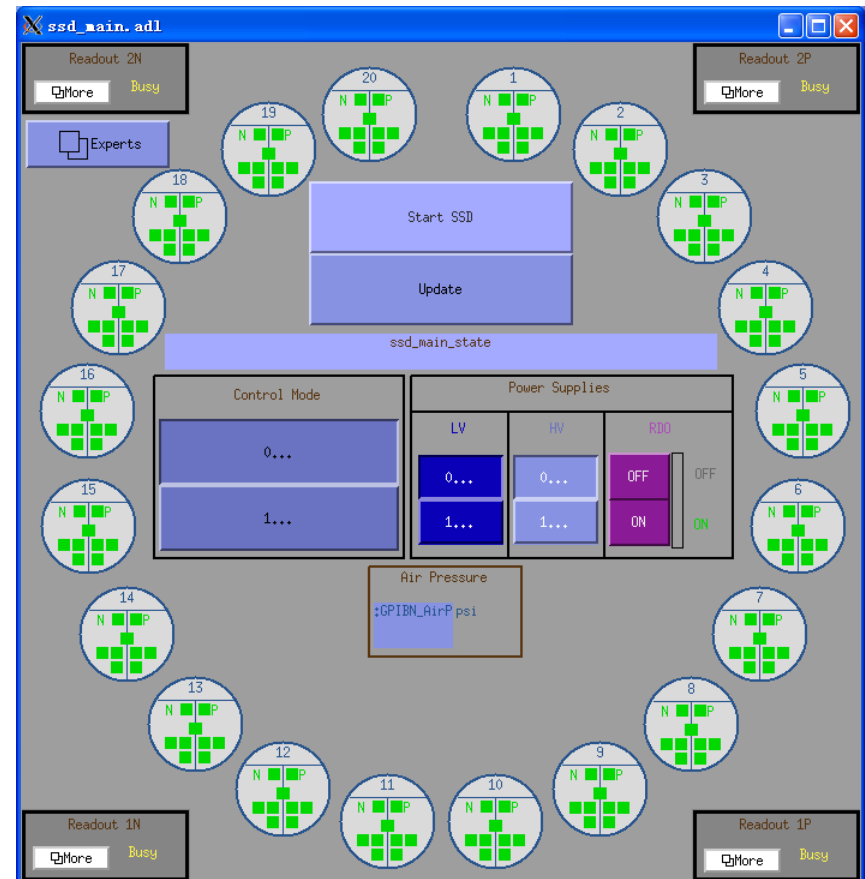 ssd_main.adl
Readout 2N
More Busy
Readout 2P
More Busy
Experts
20
N P
1
N P
19
N P
2
N P
18
N P
3
N P
17
N P
4
N P
Start SSD
Update
ssd_main_state
16
N P
5
N P
Control Mode
0...
1...
Power Supplies
LV HV RDO
0... 0... OFF OFF
1... 1... ON ON
15
N P
6
N P
Air Pressure
:GPIBN_AirP psi
14
N P
7
N P
13
N P
8
N P
12
N P
9
N P
11
N P
10
N P
Readout 1N
More Busy
Readout 1P
More Busy